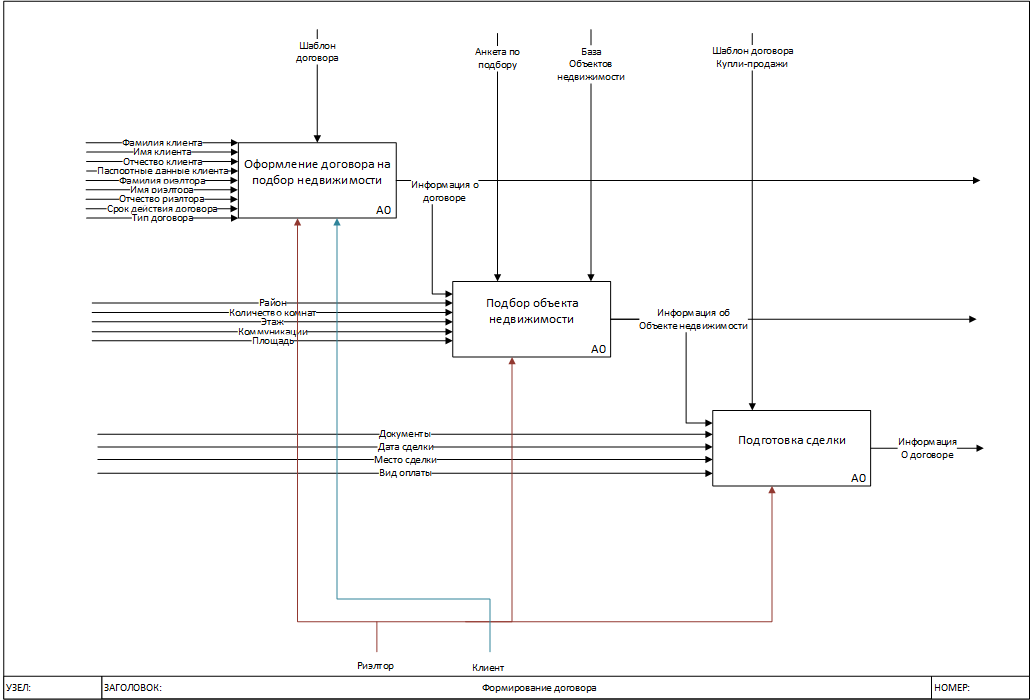 Шаблон
договора
Анкета по
подбору
База
Объектов
недвижимости
Шаблон договора
Купли-продажи
Фамилия клиента
Имя клиента
Отчество клиента
Паспортные данные клиента
Фамилия риэлтора
Имя риэлтора
Отчество риэлтора
Срок действия договора
Тип договора
Оформление договора на
подбор недвижимости
А0
Информация о
договоре
Район
Количество комнат
Этаж
Коммуникации
Площадь
Подбор объекта
недвижимости
А0
Информация об
Объекте недвижимости
Документы
Дата сделки
Место сделки
Вид оплаты
Подготовка сделки
А0
Информация
О договоре
Риэлтор
Клиент
УЗЕЛ:
ЗАГОЛОВОК:
Формирование договора
НОМЕР: